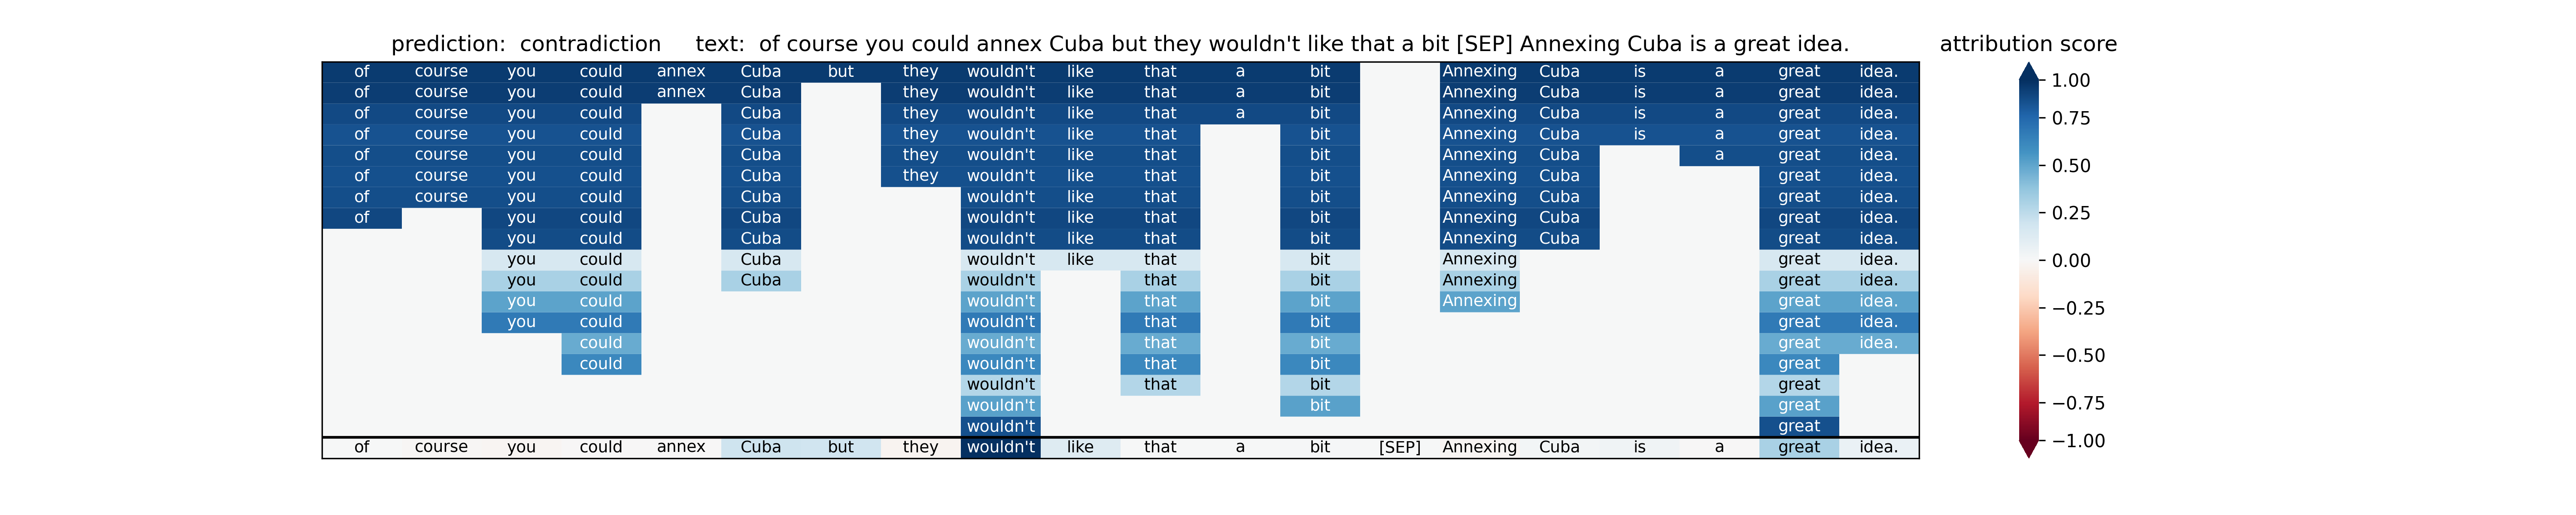 prediction:  contradiction     text:  of course you could annex Cuba but they wouldn't like that a bit [SEP] Annexing Cuba is a great idea.     attribution score
of course you could annex Cuba but they wouldn't like that a bit Annexing Cuba is a great idea.
of course you could annex Cuba they wouldn't like that a bit Annexing Cuba is a great idea.
of course you could Cuba they wouldn't like that a bit Annexing Cuba is a great idea.
of course you could Cuba they wouldn't like that bit Annexing Cuba is a great idea.
of course you could Cuba they wouldn't like that bit Annexing Cuba a great idea.
of course you could Cuba they wouldn't like that bit Annexing Cuba great idea.
of course you could Cuba wouldn't like that bit Annexing Cuba great idea.
of you could Cuba wouldn't like that bit Annexing Cuba great idea.
you could Cuba wouldn't like that bit Annexing Cuba great idea.
you could Cuba wouldn't like that bit Annexing great idea.
you could Cuba wouldn't that bit Annexing great idea.
you could wouldn't that bit Annexing great idea.
you could wouldn't that bit great idea.
could wouldn't that bit great idea.
could wouldn't that bit great
wouldn't that bit great
wouldn't bit great
wouldn't great
of course you could annex Cuba but they wouldn't like that a bit [SEP] Annexing Cuba is a great idea.
1.00
0.75
0.50
0.25
0.00
−0.25
−0.50
−0.75
−1.00